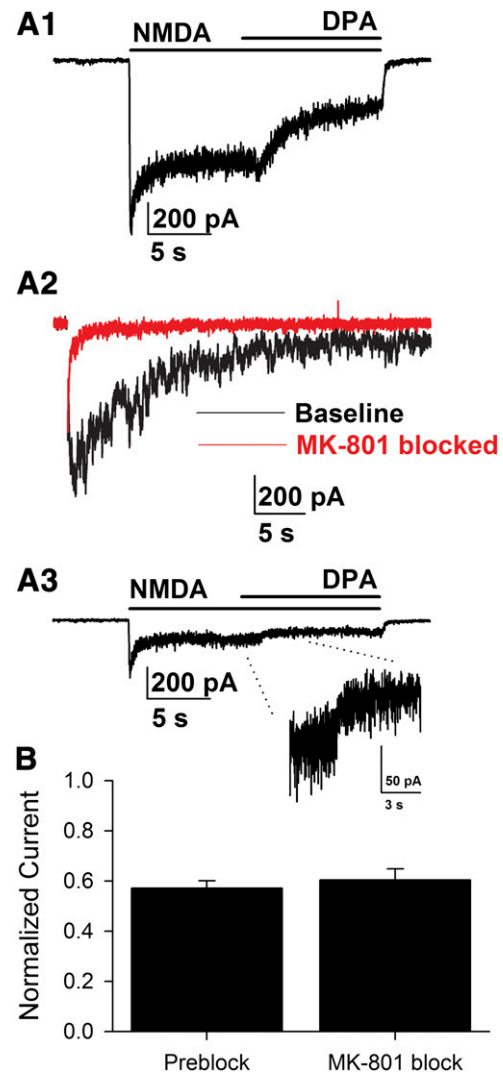 A1
NMDA
DPA
200 pA
5 s
A2
Baseline
MK-801 blocked
200 pA
5 s
A3
NMDA
DPA
200 pA
5 s
50 pA
3 s
B
Normalized Current
1.0
0.8
0.6
0.4
0.2
0.0
Preblock
MK-801 block